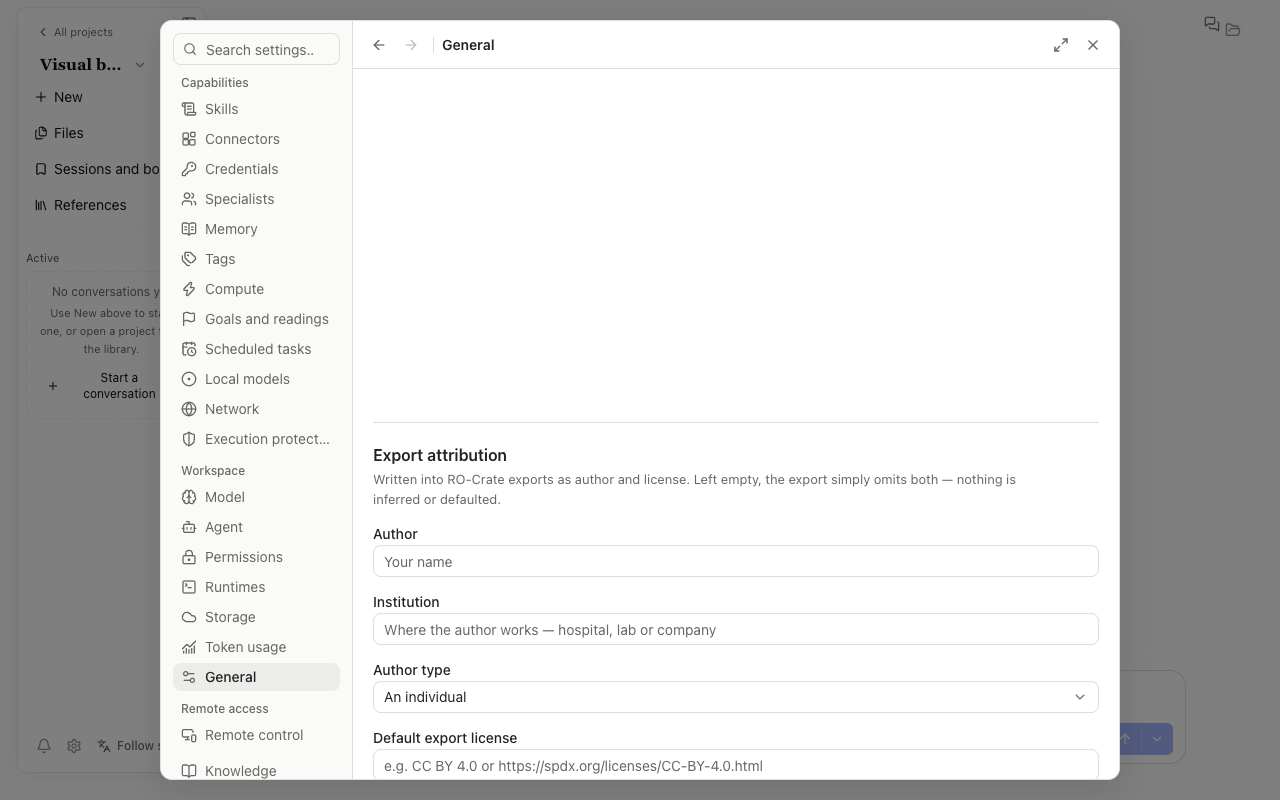 All projects
Visual b...
New
Files
Sessions and bo
References
Active
No conversations y
Use New above to sta
one, or open a project
the library.
Start a
conversation
Follow s
Search settings..
Capabilities
Skills
Connectors
Credentials
Specialists
Memory
Tags
Compute
Goals and readings
Scheduled tasks
Local models
Network
Execution protect...
Workspace
Model
Agent
Permissions
Runtimes
Storage
Token usage
General
Remote access
Remote control
Knowledge
General
Export attribution
Written into RO-Crate exports as author and license. Left empty, the export simply omits both — nothing is
inferred or defaulted.
Author
Your name
Institution
Where the author works — hospital, lab or company
Author type
An individual
Default export license
e.g. CC BY 4.0 or https://spdx.org/licenses/CC-BY-4.0.html